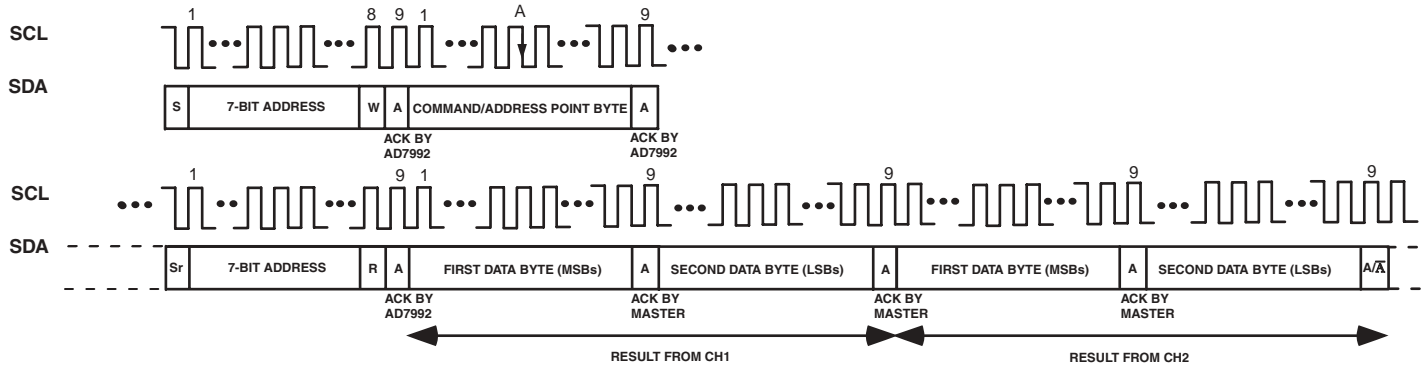 1 8 9 1 A 9
SCL
SDA
S 7-BIT ADDRESS W A COMMAND/ADDRESS POINT BYTE A
ACK BY AD7992
ACK BY AD7992
1 9 1 9 9 9 9
SCL
SDA
Sr 7-BIT ADDRESS R A FIRST DATA BYTE (MSBs) A SECOND DATA BYTE (LSBs) A FIRST DATA BYTE (MSBs) A SECOND DATA BYTE (LSBs) A/A̅
ACK BY AD7992
ACK BY MASTER
ACK BY MASTER
ACK BY MASTER
RESULT FROM CH1 RESULT FROM CH2